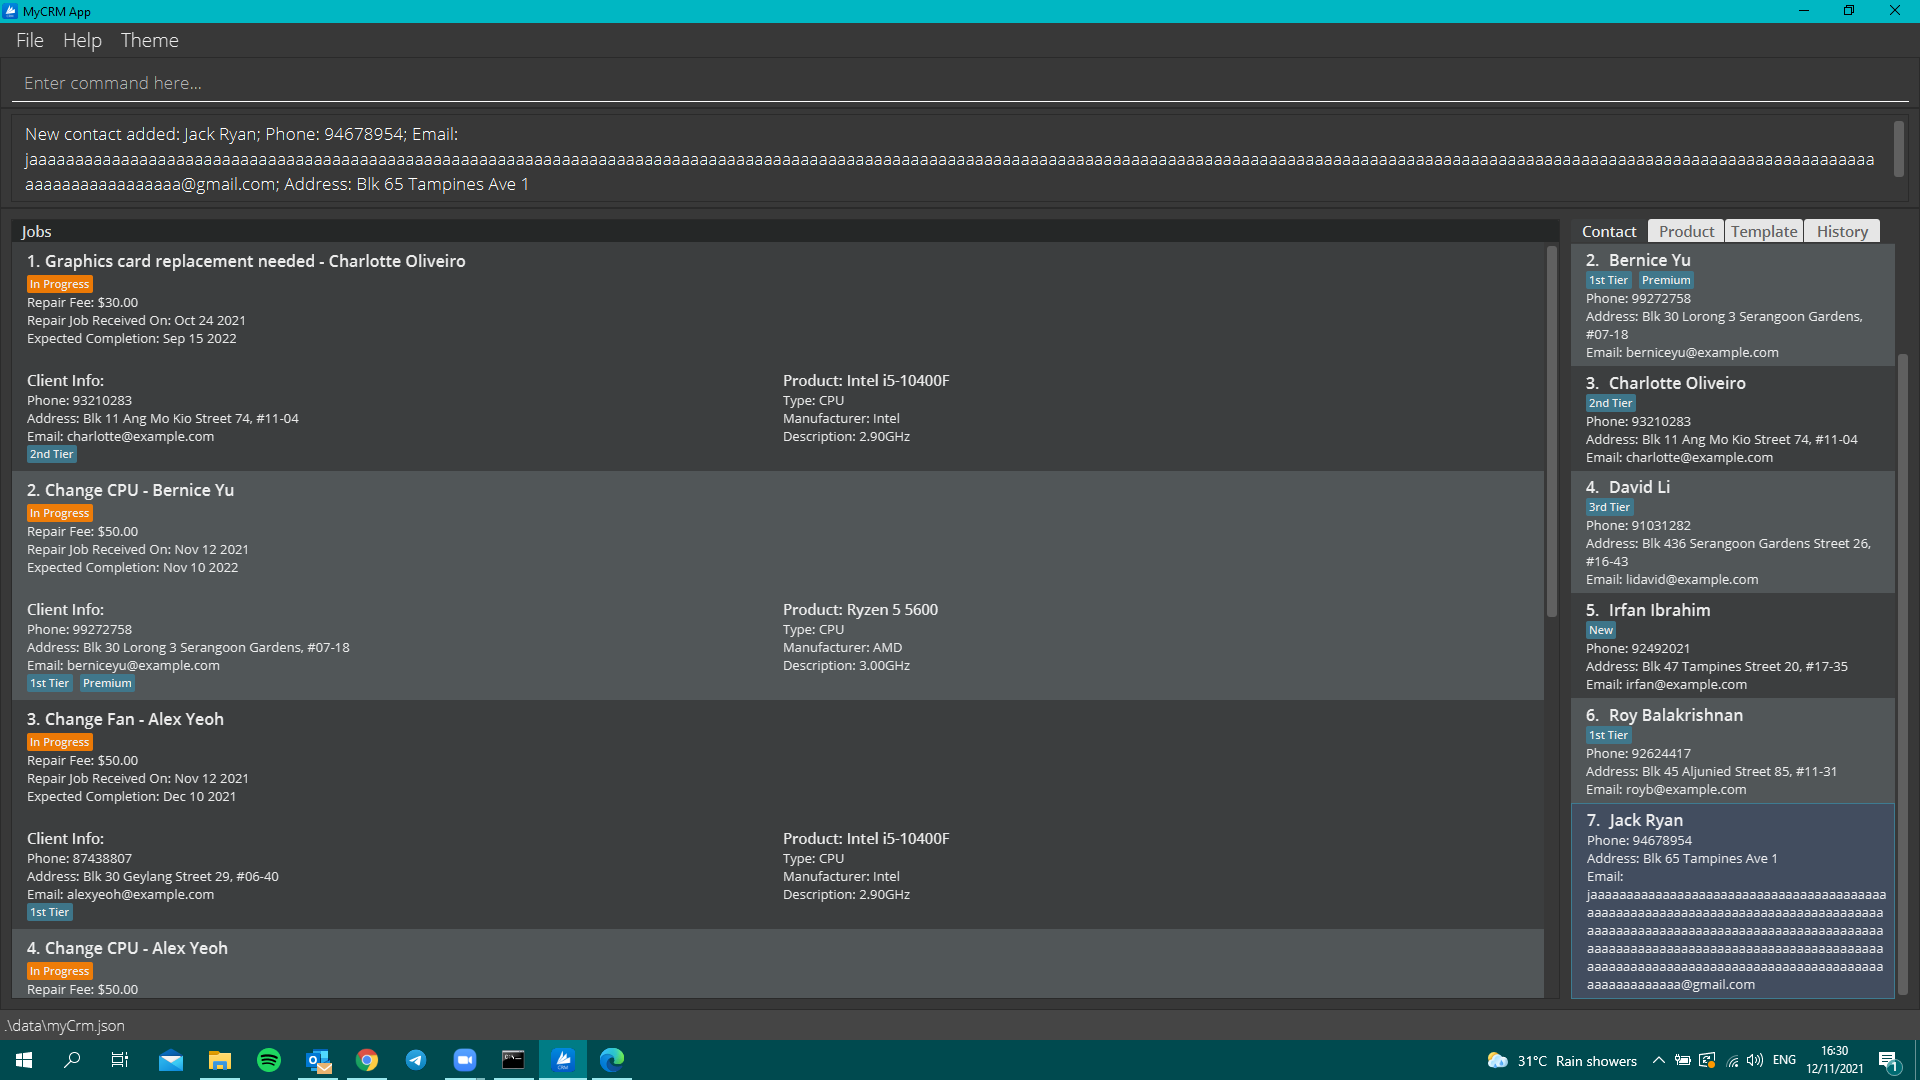 MyCRM App
File Help Theme
Enter command here...
New contact added: Jack Ryan; Phone: 94678954; Email:
aaaaaaaaaaaaaaaaa@gmail.com; Address: Blk 65 Tampines Ave 1
Jobs
1. Graphics card replacement needed - Charlotte Oliveiro
In Progress
Repair Fee: $30.00
Repair Job Received On: Oct 24 2021
Expected Completion: Sep 15 2022
Client Info:
Phone: 93210283
Address: Blk 11 Ang Mo Kio Street 74, #11-04
Email: charlotte@example.com
2nd Tier
Product: Intel i5-10400F
Type: CPU
Manufacturer: Intel
Description: 2.90GHz
2. Change CPU - Bernice Yu
In Progress
Repair Fee: $50.00
Repair Job Received On: Nov 12 2021
Expected Completion: Nov 10 2022
Client Info:
Phone: 99272758
Address: Blk 30 Lorong 3 Serangoon Gardens, #07-18
Email: berniceyu@example.com
1st Tier Premium
Product: Ryzen 5 5600
Type: CPU
Manufacturer: AMD
Description: 3.00GHz
3. Change Fan - Alex Yeoh
In Progress
Repair Fee: $50.00
Repair Job Received On: Nov 12 2021
Expected Completion: Dec 10 2021
Client Info:
Phone: 87438807
Address: Blk 30 Geylang Street 29, #06-40
Email: alexyeoh@example.com
1st Tier
Product: Intel i5-10400F
Type: CPU
Manufacturer: Intel
Description: 2.90GHz
4. Change CPU - Alex Yeoh
In Progress
Repair Fee: $50.00
Contact Product Template History
2. Bernice Yu
1st Tier Premium
Phone: 99272758
Address: Blk 30 Lorong 3 Serangoon Gardens,
#07-18
Email: berniceyu@example.com
3. Charlotte Oliveiro
2nd Tier
Phone: 93210283
Address: Blk 11 Ang Mo Kio Street 74, #11-04
Email: charlotte@example.com
4. David Li
3rd Tier
Phone: 91031282
Address: Blk 436 Serangoon Gardens Street 26,
#16-43
Email: lidavid@example.com
5. Irfan Ibrahim
New
Phone: 92492021
Address: Blk 47 Tampines Street 20, #17-35
Email: irfan@example.com
6. Roy Balakrishnan
1st Tier
Phone: 92624417
Address: Blk 45 Aljunied Street 85, #11-31
Email: royb@example.com
7. Jack Ryan
Phone: 94678954
Address: Blk 65 Tampines Ave 1
Email:
aaaaaaaaaaaaa@gmail.com
.\data\myCrm.json
31°C Rain showers
ENG
16:30
12/11/2021
1